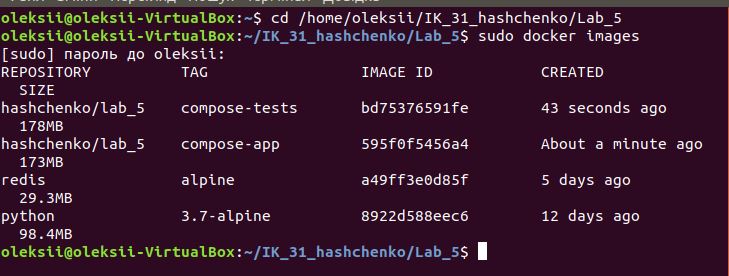 oleksii@oleksii-VirtualBox:~$ cd /home/oleksii/IK_31_hashchenko/Lab_5
oleksii@oleksii-VirtualBox:~/IK_31_hashchenko/Lab_5$ sudo docker images
[sudo] пароль до oleksii:
REPOSITORY          TAG                 IMAGE ID            CREATED
  SIZE
hashchenko/lab_5    compose-tests       bd75376591fe        43 seconds ago
  178MB
hashchenko/lab_5    compose-app         595f0f5456a4        About a minute ago
  173MB
redis               alpine              a49ff3e0d85f        5 days ago
  29.3MB
python              3.7-alpine          8922d588eec6        12 days ago
  98.4MB
oleksii@oleksii-VirtualBox:~/IK_31_hashchenko/Lab_5$